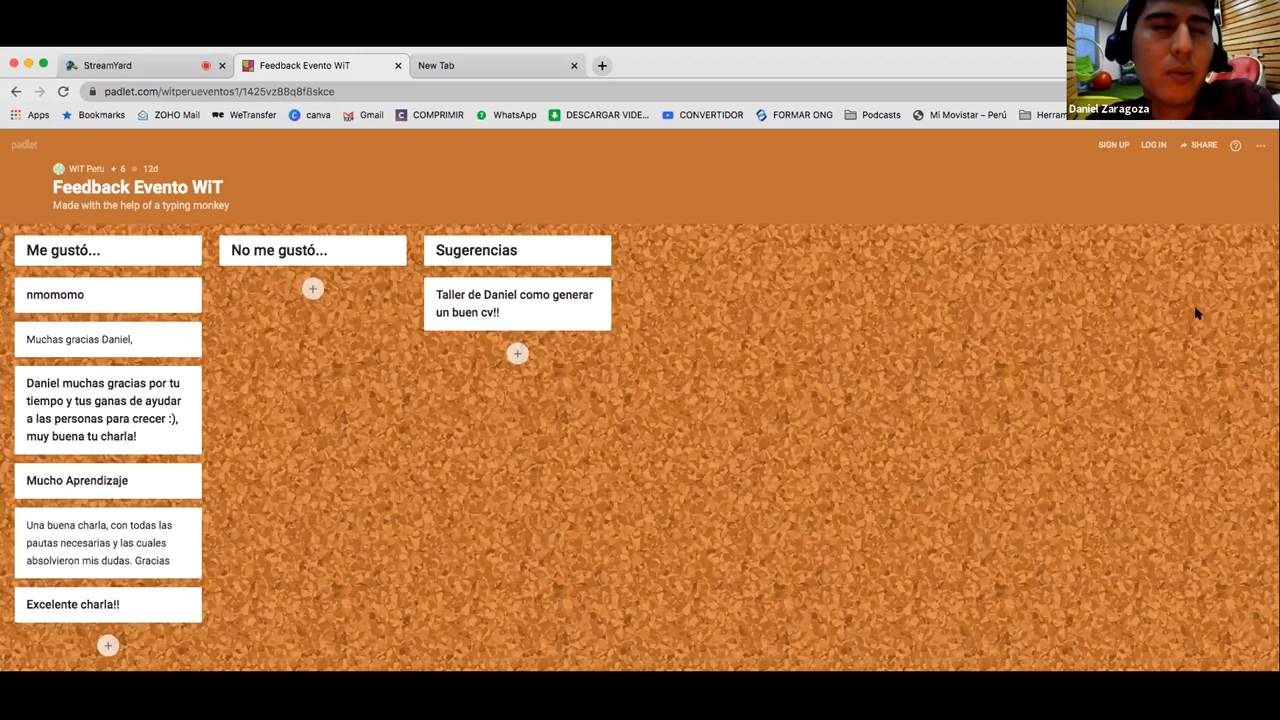 Daniel Zaragoza
StreamYard
Feedback Evento WiT
New Tab
padlet.com/witperueventos1/1425vz88q8f8skce
Apps
Bookmarks
ZOHO Mail
WeTransfer
canva
Gmail
COMPRIMIR
WhatsApp
DESCARGAR VIDE...
CONVERTIDOR
FORMAR ONG
Podcasts
Mi Movistar – Perú
Herram
padlet
SIGN UP
LOG IN
SHARE
WIT Peru + 6 12d
Feedback Evento WiT
Made with the help of a typing monkey
Me gustó...
nmomomo
Muchas gracias Daniel,
Daniel muchas gracias por tu
tiempo y tus ganas de ayudar
a las personas para crecer :),
muy buena tu charla!
Mucho Aprendizaje
Una buena charla, con todas las
pautas necesarias y las cuales
absolvieron mis dudas. Gracias
Excelente charla!!
No me gustó...
Sugerencias
Taller de Daniel como generar
un buen cv!!